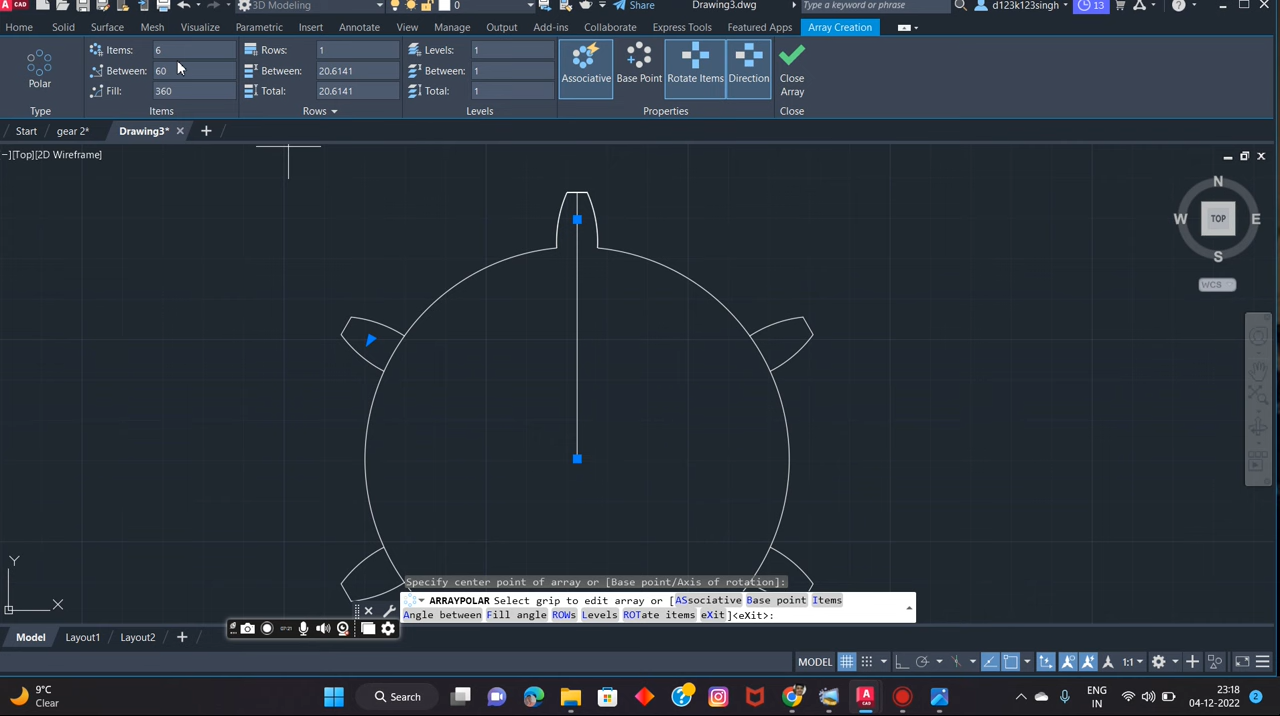 3D Modeling 0 Share Drawing3.dwg Type a keyword or phrase d123k123singh 13
Home Solid Surface Mesh Visualize Parametric Insert Annotate View Manage Output Add-ins Collaborate Express Tools Featured Apps Array Creation
Items: 6 Rows: 1 Levels: 1
Between: 60 Between: 20.6141 Between: 1
Fill: 360 Total: 20.6141 Total: 1
Polar Associative Base Point Rotate Items Direction Close Array
Type Items Rows Levels Properties Close
Start gear 2* Drawing3*
−][Top][2D Wireframe]
N
W TOP E
S
WCS
Y
X
Specify center point of array or [Base point/Axis of rotation]:
ARRAYPOLAR Select grip to edit array or [ASsociative Base point Items
Angle between Fill angle ROWs Levels ROTate items eXit]<eXit>:
Model Layout1 Layout2
MODEL 1:1
9°C
Clear
Search
ENG
IN
23:18
04-12-2022
2